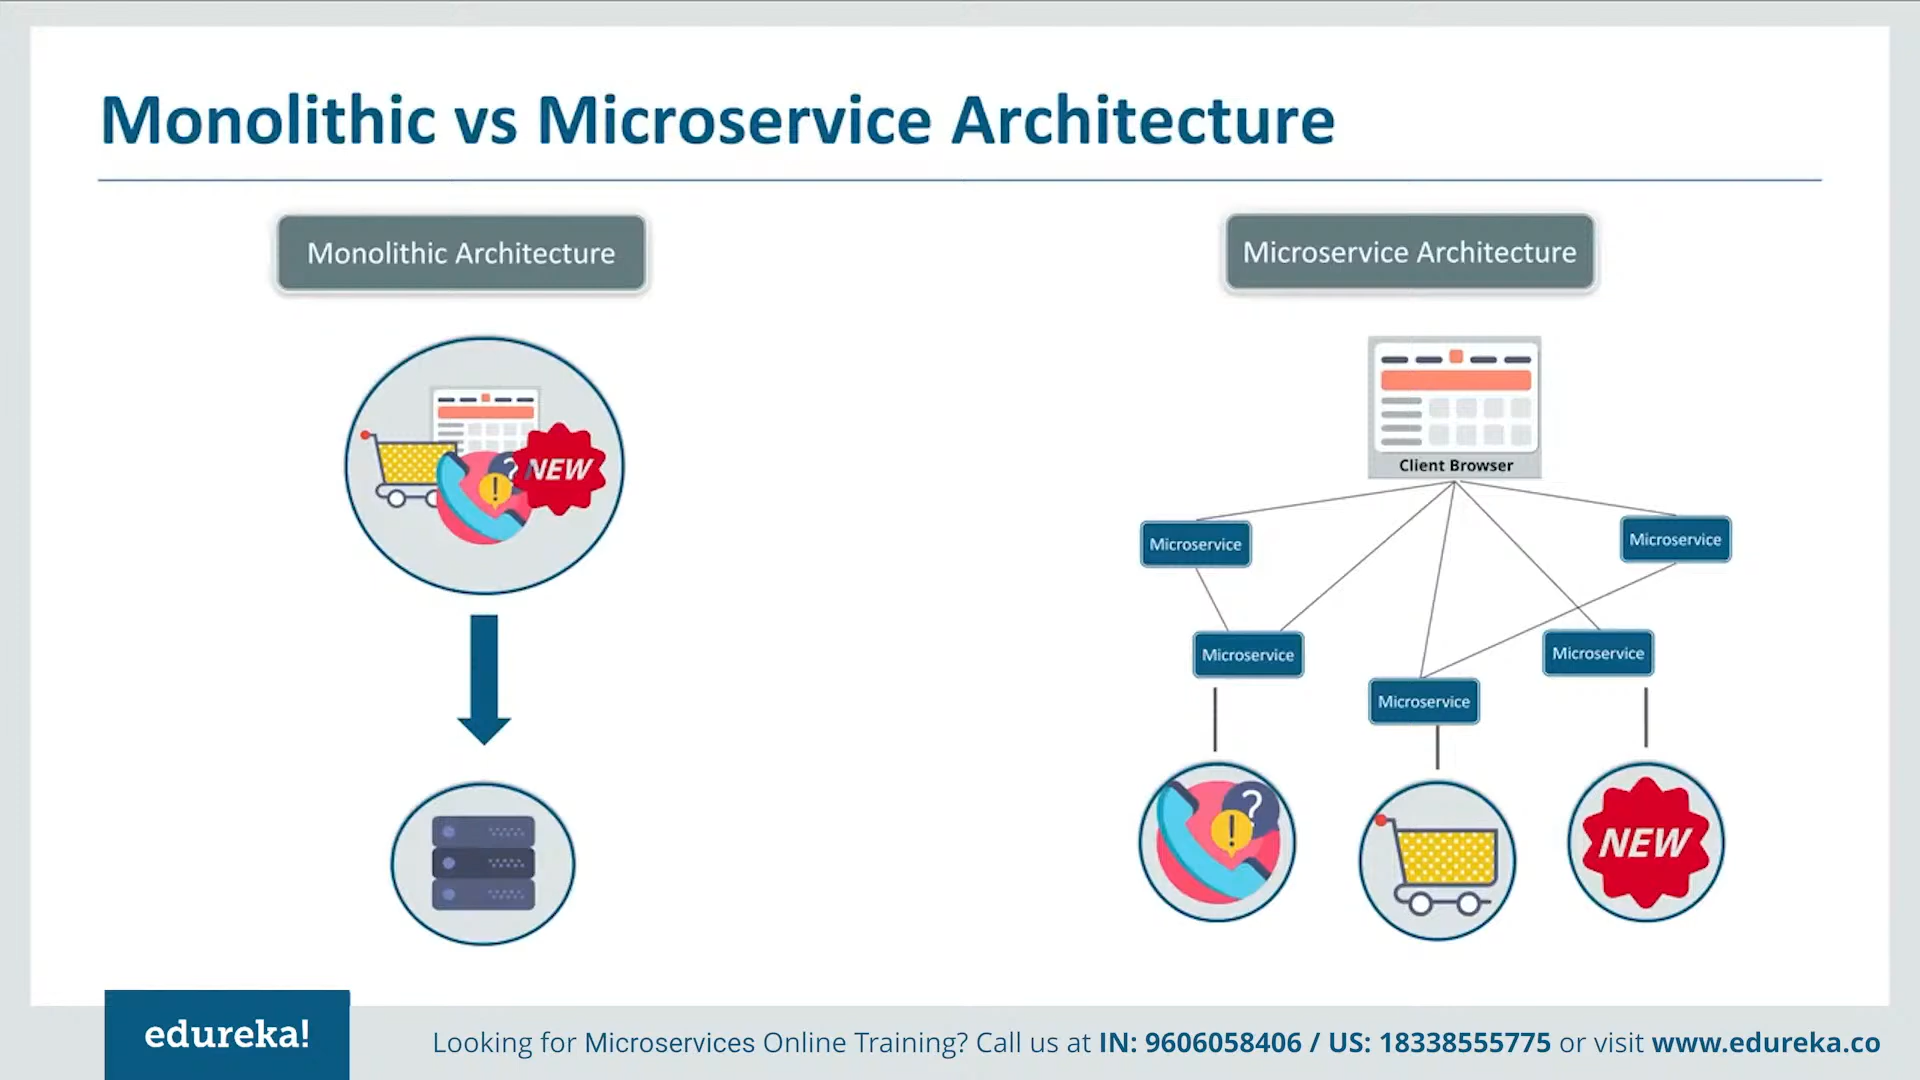 Monolithic vs Microservice Architecture
Monolithic Architecture
Microservice Architecture
? ! NEW
Client Browser
Microservice
Microservice
Microservice
Microservice
Microservice
? !
NEW
edureka!
Looking for Microservices Online Training? Call us at IN: 9606058406 / US: 18338555775 or visit www.edureka.co